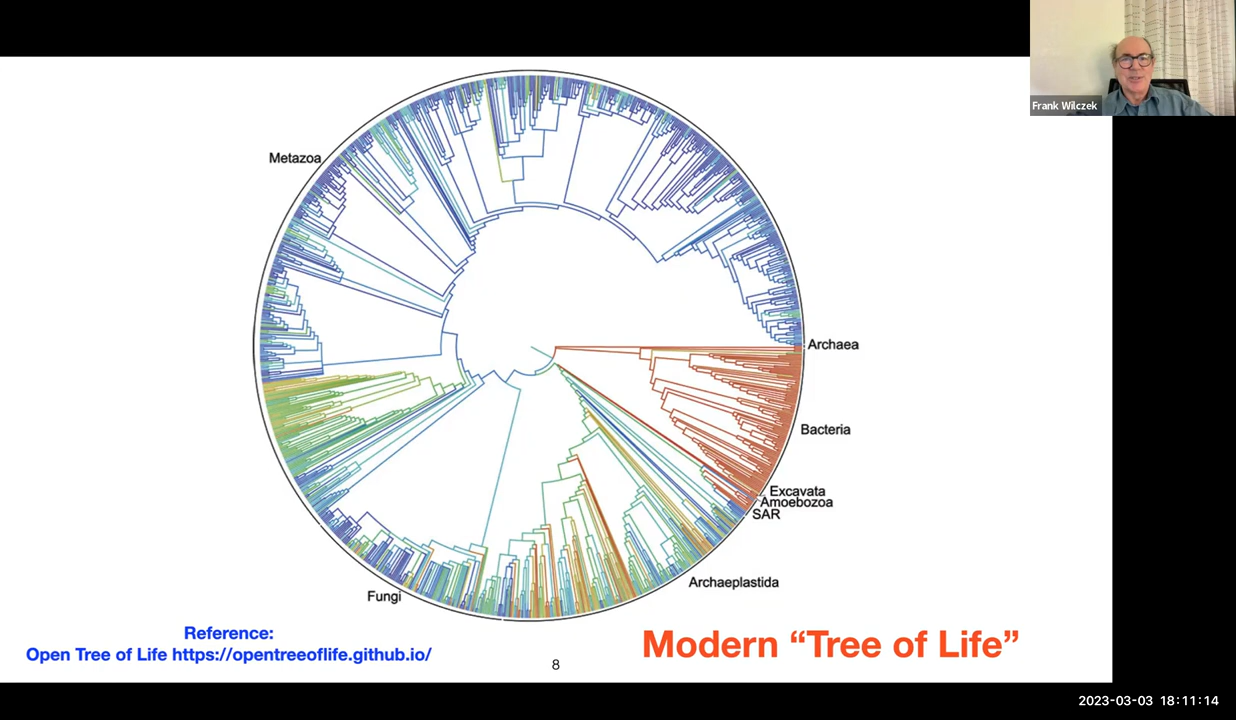 Frank Wilczek
Metazoa
Archaea
Bacteria
Excavata
Amoebozoa
SAR
Archaeplastida
Fungi
Reference:
Open Tree of Life https://opentreeoflife.github.io/
Modern “Tree of Life”
8
2023-03-03 18:11:14